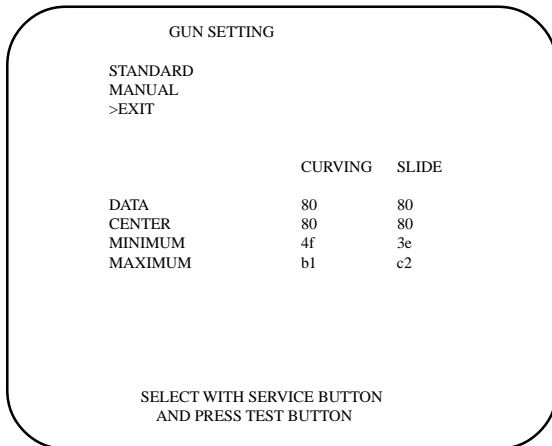 GUN SETTING
STANDARD
MANUAL
>EXIT
CURVING SLIDE
DATA 80 80
CENTER 80 80
MINIMUM 4f 3e
MAXIMUM b1 c2
SELECT WITH SERVICE BUTTON
AND PRESS TEST BUTTON